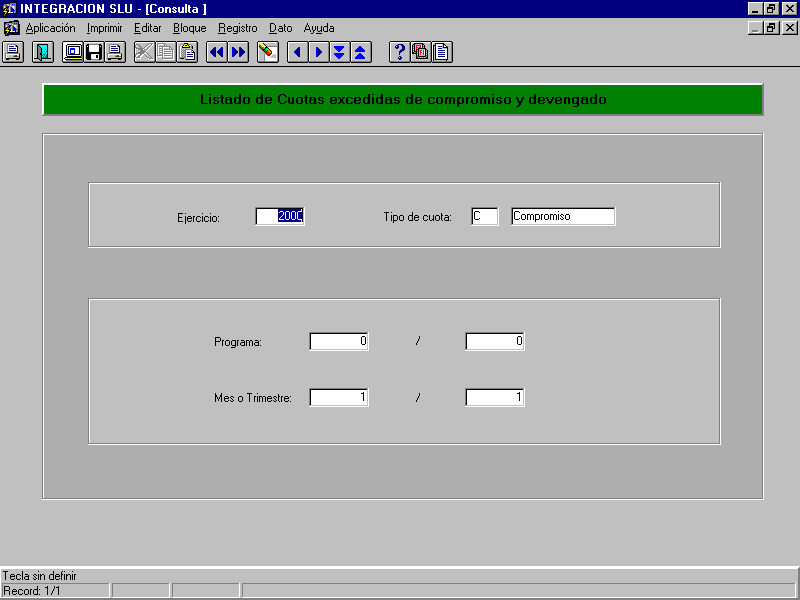 INTEGRACION SLU - [Consulta ]
Aplicación Imprimir Editar Bloque Registro Dato Ayuda
Listado de Cuotas excedidas de compromiso y devengado
Ejercicio: 2000 Tipo de cuota: C Compromiso
Programa: 0 / 0
Mes o Trimestre: 1 / 1
Tecla sin definir
Record: 1/1